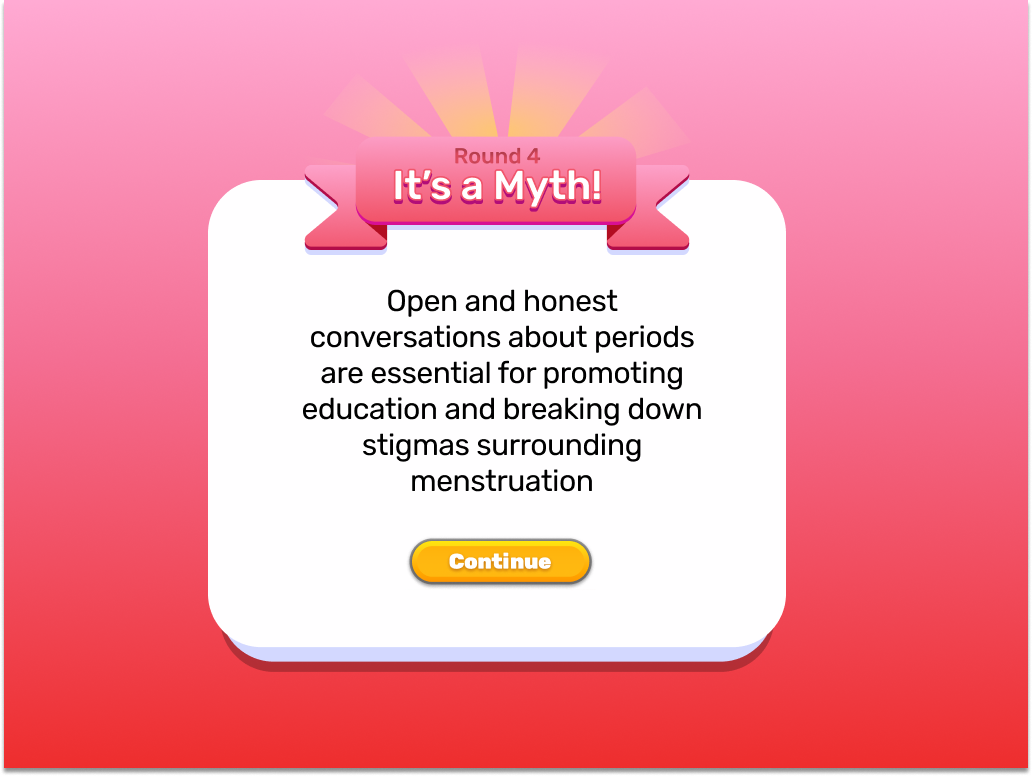 Round 4
It's a Myth!
Open and honest
conversations about periods
are essential for promoting
education and breaking down
stigmas surrounding
menstruation
Continue